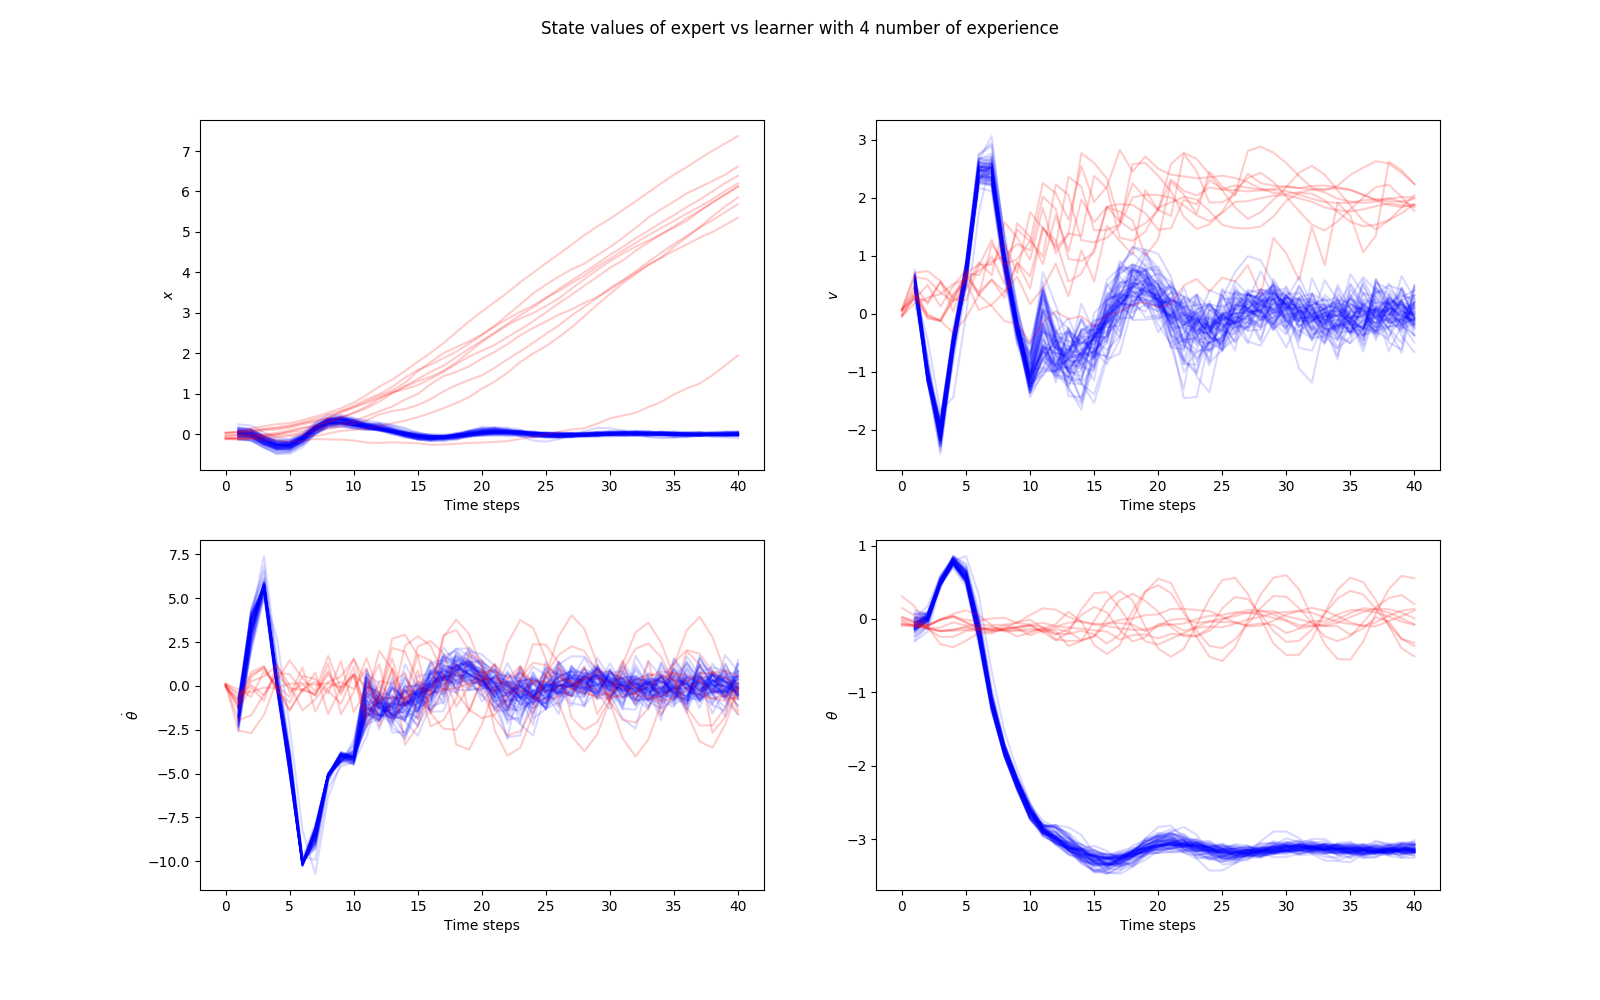 State values of expert vs learner with 4 number of experience
7
6
5
4
3
2
1
0
x
0 5 10 15 20 25 30 35 40
Time steps
3
2
1
0
−1
−2
v
0 5 10 15 20 25 30 35 40
Time steps
7.5
5.0
2.5
0.0
−2.5
−5.0
−7.5
−10.0
θ̇
0 5 10 15 20 25 30 35 40
Time steps
1
0
−1
−2
−3
θ
0 5 10 15 20 25 30 35 40
Time steps